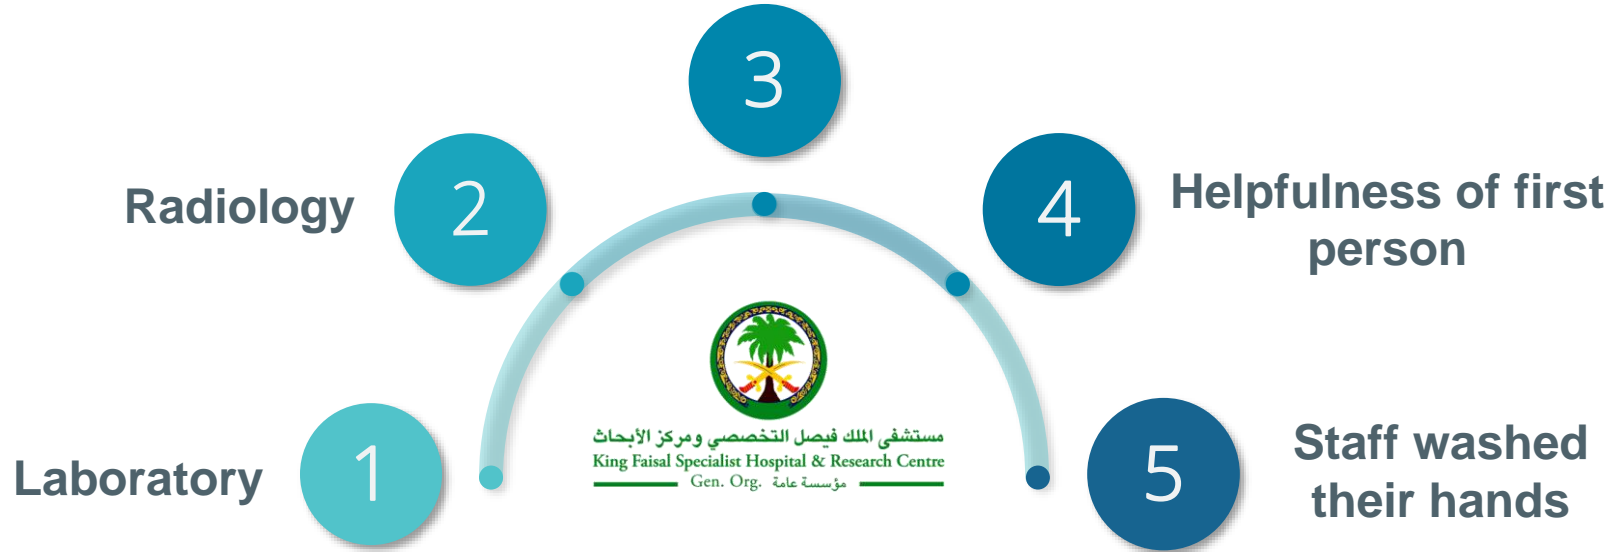 3
Radiology
2
4
Helpfulness of first
person
مستشفى الملك فيصل التخصصي ومركز الأبحاث
King Faisal Specialist Hospital & Research Centre
Gen. Org. مؤسسة عامة
Laboratory
1
5
Staff washed
their hands